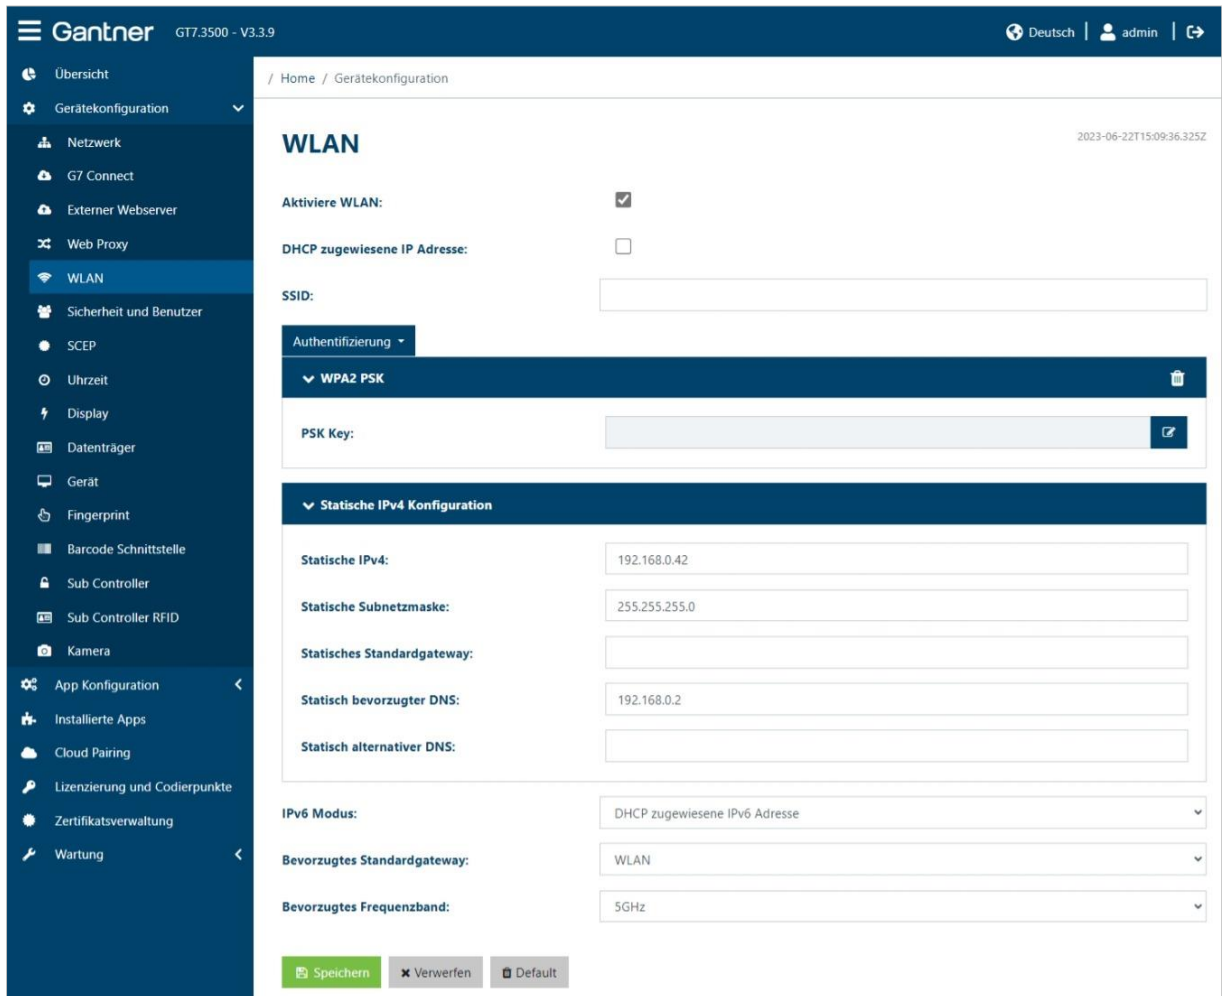 Gantner GT7.3500 - V3.3.9 Deutsch | admin |
Übersicht
Gerätekonfiguration
Netzwerk
G7 Connect
Externer Webserver
Web Proxy
WLAN
Sicherheit und Benutzer
SCEP
Uhrzeit
Display
Datenträger
Gerät
Fingerprint
Barcode Schnittstelle
Sub Controller
Sub Controller RFID
Kamera
App Konfiguration
Installierte Apps
Cloud Pairing
Lizenzierung und Codierpunkte
Zertifikatsverwaltung
Wartung
/ Home / Gerätekonfiguration
WLAN 2023-06-22T15:09:36.325Z
Aktiviere WLAN:
DHCP zugewiesene IP Adresse:
SSID:
Authentifizierung
WPA2 PSK
PSK Key:
Statische IPv4 Konfiguration
Statische IPv4: 192.168.0.42
Statische Subnetzmaske: 255.255.255.0
Statisches Standardgateway:
Statisch bevorzugter DNS: 192.168.0.2
Statisch alternativer DNS:
IPv6 Modus: DHCP zugewiesene IPv6 Adresse
Bevorzugtes Standardgateway: WLAN
Bevorzugtes Frequenzband: 5GHz
Speichern Verwerfen Default